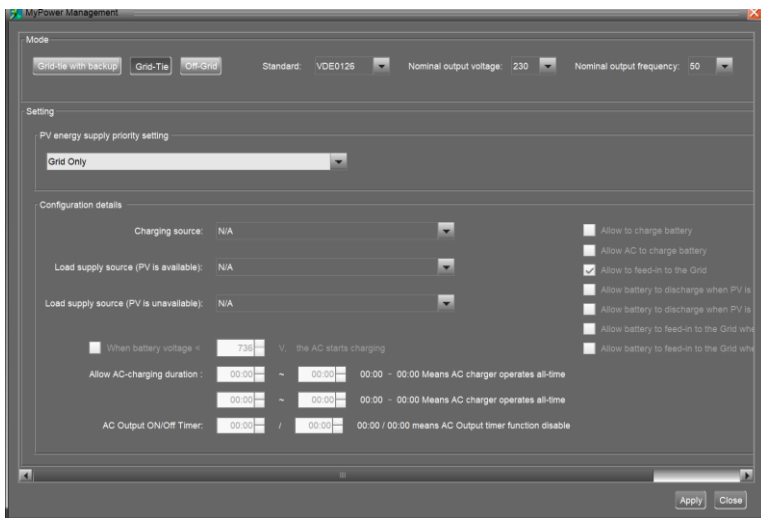 MyPower Management
Mode
Grid-tie with backup Grid-Tie Off-Grid Standard: VDE0126 Nominal output voltage: 230 Nominal output frequency: 50
Setting
PV energy supply priority setting
Grid Only
Configuration details
Charging source: N/A
Load supply source (PV is available): N/A
Load supply source (PV is unavailable): N/A
When battery voltage < 736 V, the AC starts charging
Allow AC-charging duration : 00:00 ~ 00:00 00:00 - 00:00 Means AC charger operates all-time
00:00 ~ 00:00 00:00 - 00:00 Means AC charger operates all-time
AC Output ON/Off Timer: 00:00 / 00:00 00:00 / 00:00 means AC Output timer function disable
Allow to charge battery
Allow AC to charge battery
Allow to feed-in to the Grid
Allow battery to discharge when PV is
Allow battery to discharge when PV is
Allow battery to feed-in to the Grid whe
Allow battery to feed-in to the Grid whe
Apply Close